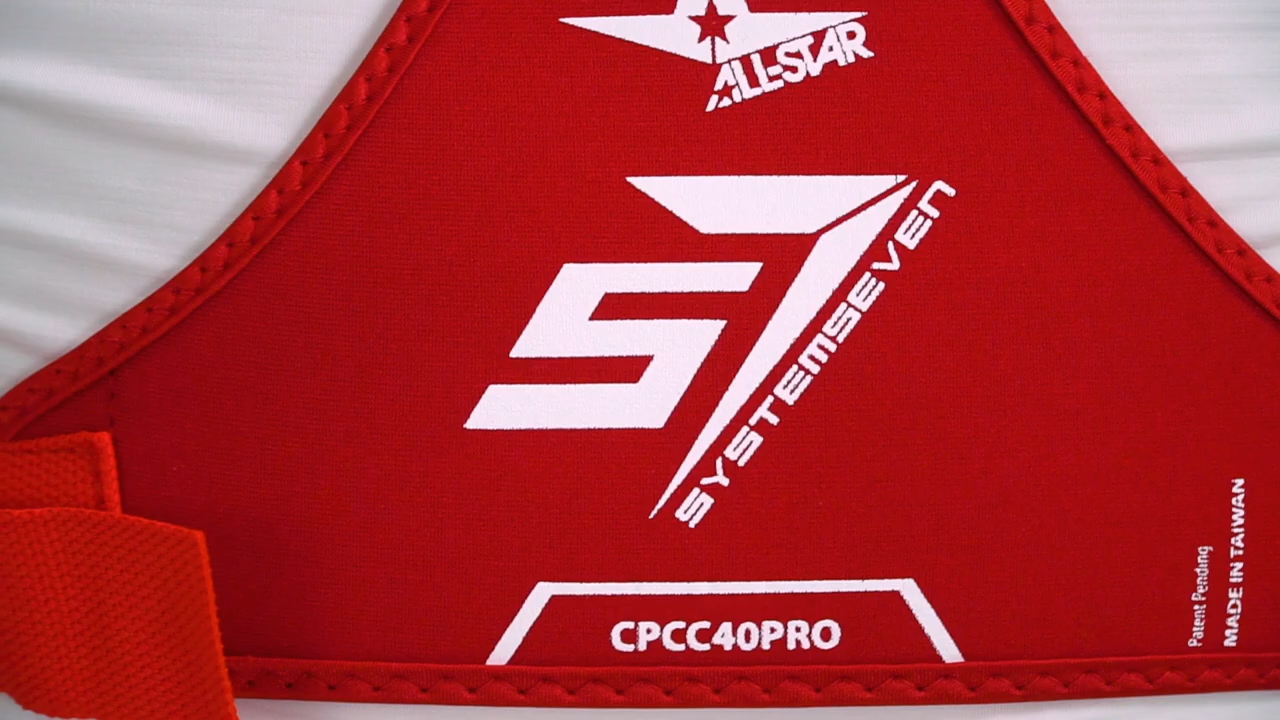 ALL-STAR
S7
SYSTEMSEVEN
CPCC40PRO
Patent Pending
MADE IN TAIWAN